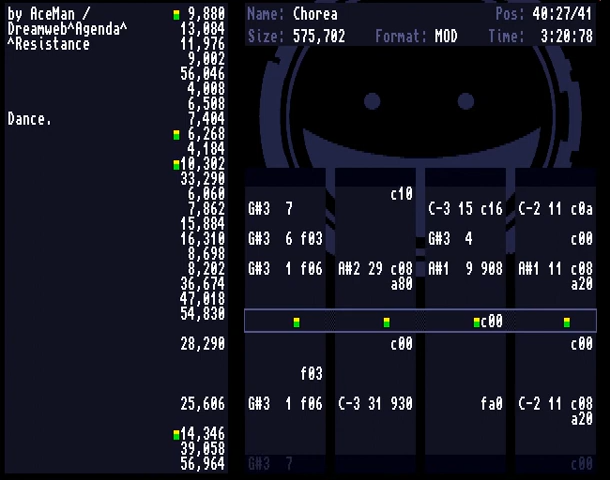 by AceMan / 9,880
Dreamweb^Agenda^ 13,084
^Resistance 11,976
9,002
56,046
4,008
6,508
Dance. 7,404
6,268
4,184
10,302
33,290
6,060
7,862
15,884
16,310
8,698
8,202
36,674
47,018
54,830
28,290
25,606
14,346
39,058
56,964
Name: Chorea Pos: 40:27/41
Size: 575,702 Format: MOD Time: 3:20:78
c10
G#3 7 C-3 15 c16 C-2 11 c0a
G#3 6 f03 G#3 4 c00
G#3 1 f06 A#2 29 c08 A#1 9 908 A#1 11 c08
a80 a20
c00
c00 c00
f03
G#3 1 f06 C-3 31 930 fa0 C-2 11 c08
a20
G#3 7 c00